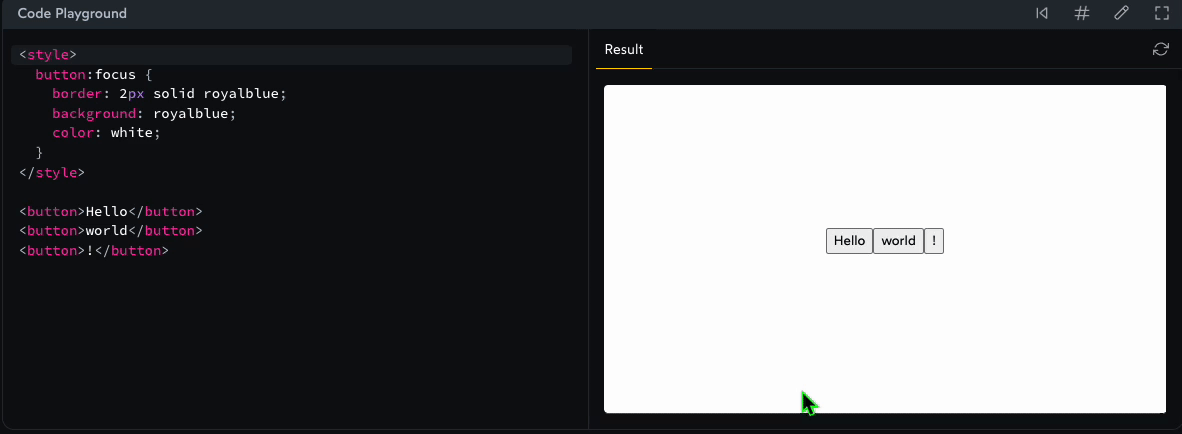 Code Playground
<style>
button:focus {
border: 2px solid royalblue;
background: royalblue;
color: white;
}
</style>
<button>Hello</button>
<button>world</button>
<button>!</button>
Result
Hello world !